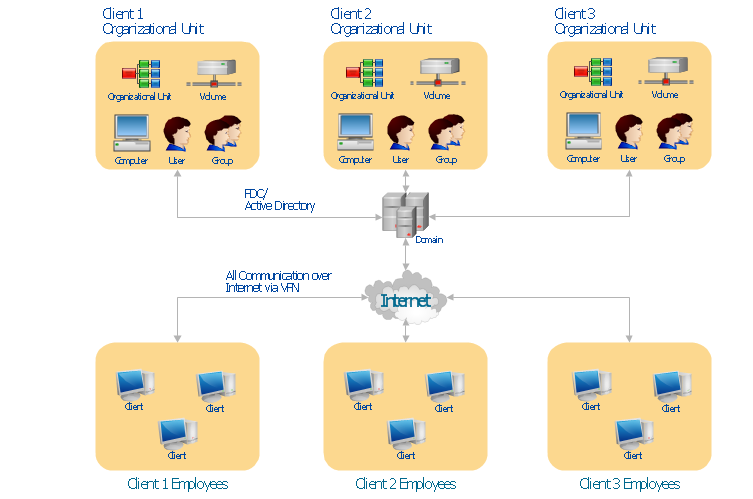 Client 1
Organizational Unit
Client 2
Organizational Unit
Client 3
Organizational Unit
Organizational Unit
Volume
Computer
User
Group
Organizational Unit
Volume
Computer
User
Group
Organizational Unit
Volume
Computer
User
Group
PDC/
Active Directory
Domain
All Communication over
Internet via VPN
Internet
Client
Client
Client
Client
Client
Client
Client
Client
Client
Client 1 Employees
Client 2 Employees
Client 3 Employees